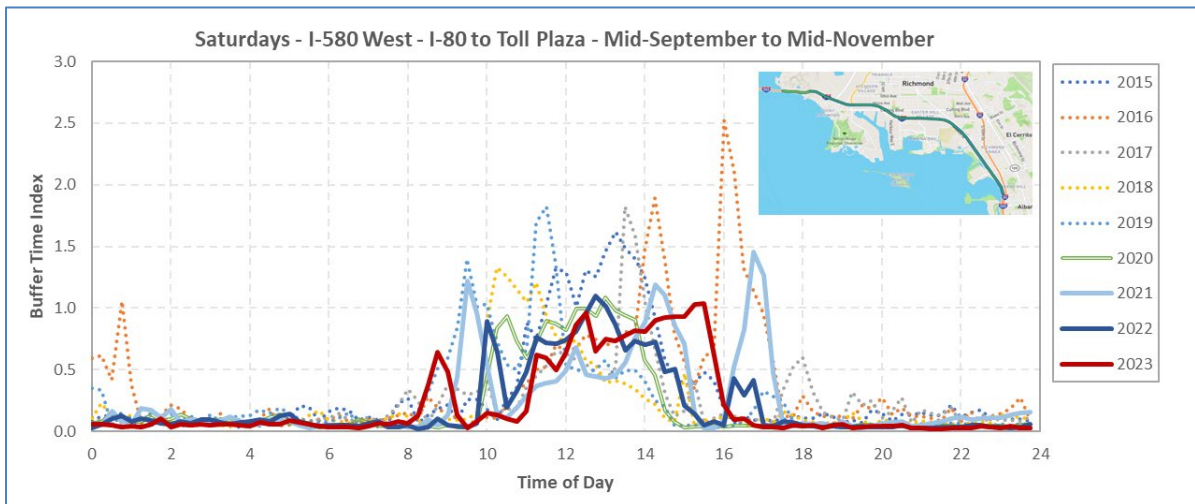 Saturdays - I-580 West - I-80 to Toll Plaza - Mid-September to Mid-November
3.0
2.5
2.0
1.5
1.0
0.5
0.0
Buffer Time Index
0 2 4 6 8 10 12 14 16 18 20 22 24
Time of Day
Richmond
El Cerrito
2015
2016
2017
2018
2019
2020
2021
2022
2023